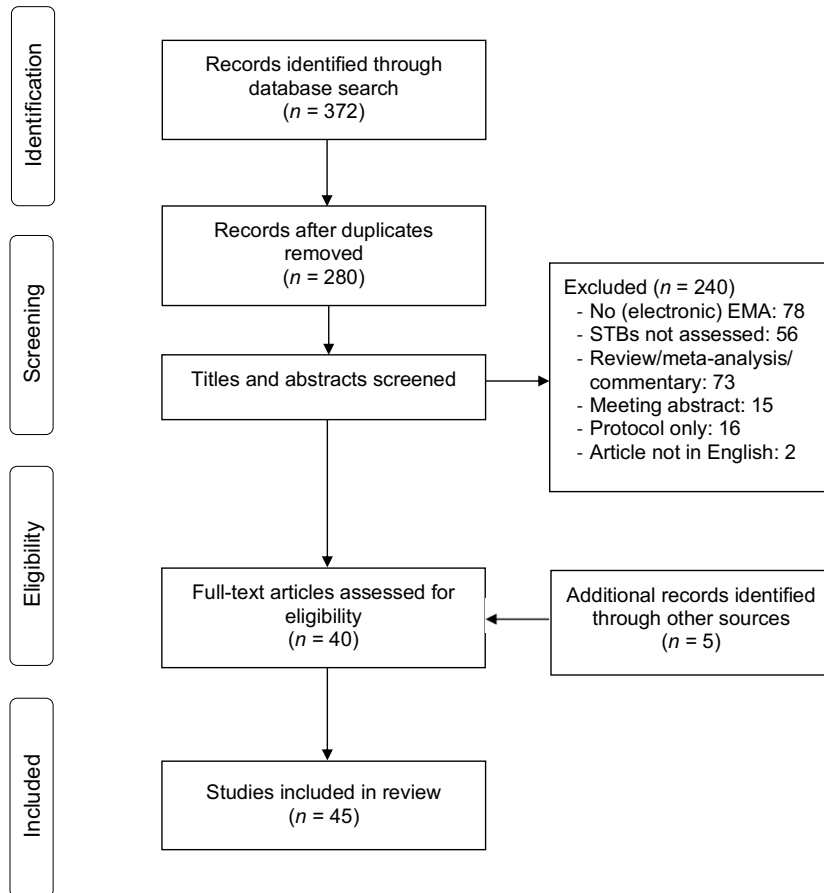 Identification
Records identified through
database search
(n = 372)
Records after duplicates
removed
(n = 280)
Screening
Titles and abstracts screened
Excluded (n = 240)
- No (electronic) EMA: 78
- STBs not assessed: 56
- Review/meta-analysis/
commentary: 73
- Meeting abstract: 15
- Protocol only: 16
- Article not in English: 2
Eligibility
Full-text articles assessed for
eligibility
(n = 40)
Additional records identified
through other sources
(n = 5)
Included
Studies included in review
(n = 45)